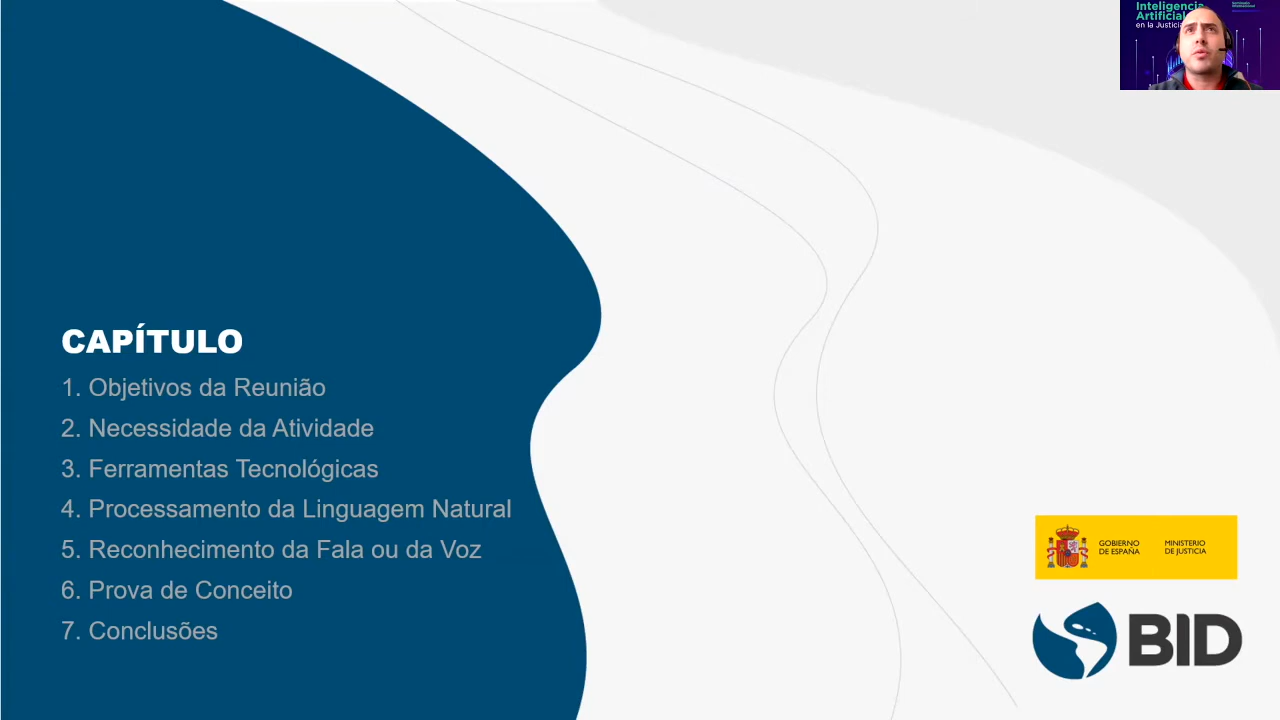 Inteligencia
Artificial
en la Justicia
CAPÍTULO
1. Objetivos da Reunião
2. Necessidade da Atividade
3. Ferramentas Tecnológicas
4. Processamento da Linguagem Natural
5. Reconhecimento da Fala ou da Voz
6. Prova de Conceito
7. Conclusões
GOBIERNO
DE ESPAÑA
MINISTERIO
DE JUSTICIA
BID